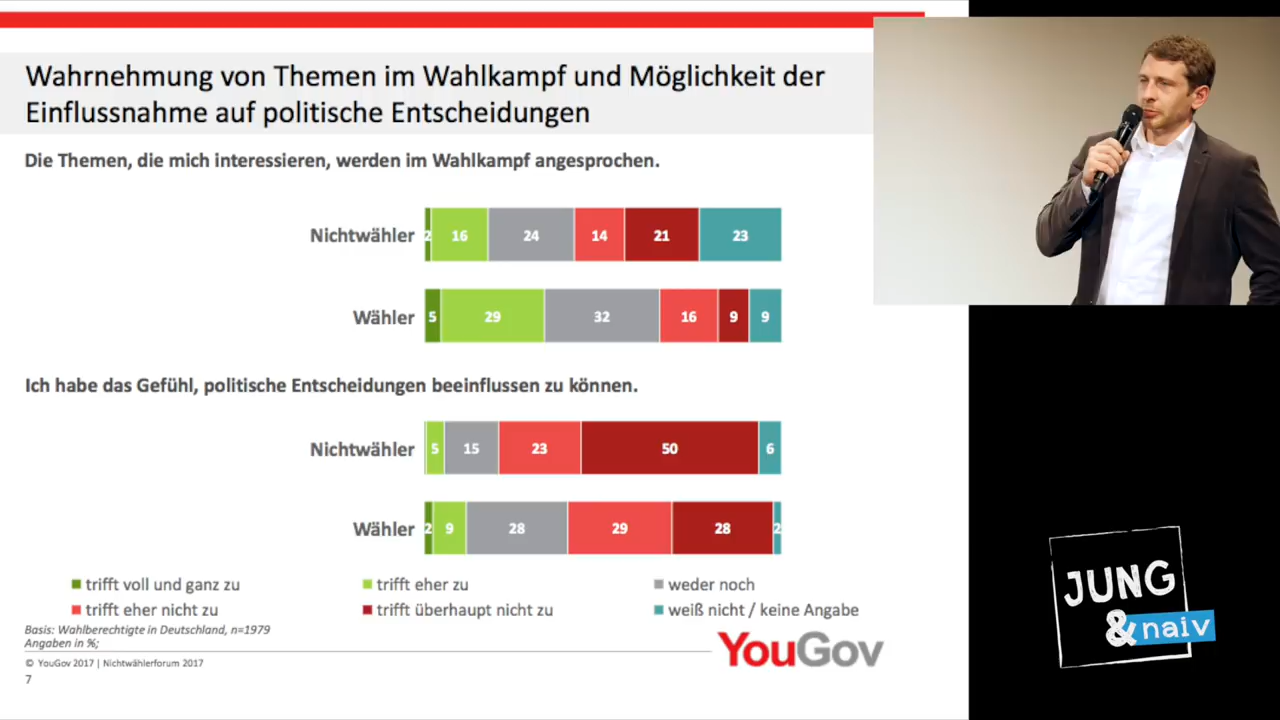 Wahrnehmung von Themen im Wahlkampf und Möglichkeit der
Einflussnahme auf politische Entscheidungen
Die Themen, die mich interessieren, werden im Wahlkampf angesprochen.
Nichtwähler 2 16 24 14 21 23
Wähler 5 29 32 16 9 9
Ich habe das Gefühl, politische Entscheidungen beeinflussen zu können.
Nichtwähler 5 15 23 50 6
Wähler 2 9 28 29 28 2
trifft voll und ganz zu trifft eher zu weder noch
trifft eher nicht zu trifft überhaupt nicht zu weiß nicht / keine Angabe
Basis: Wahlberechtigte in Deutschland, n=1979
Angaben in %;
YouGov
© YouGov 2017 | Nichtwählerforum 2017
7
JUNG
& naiv